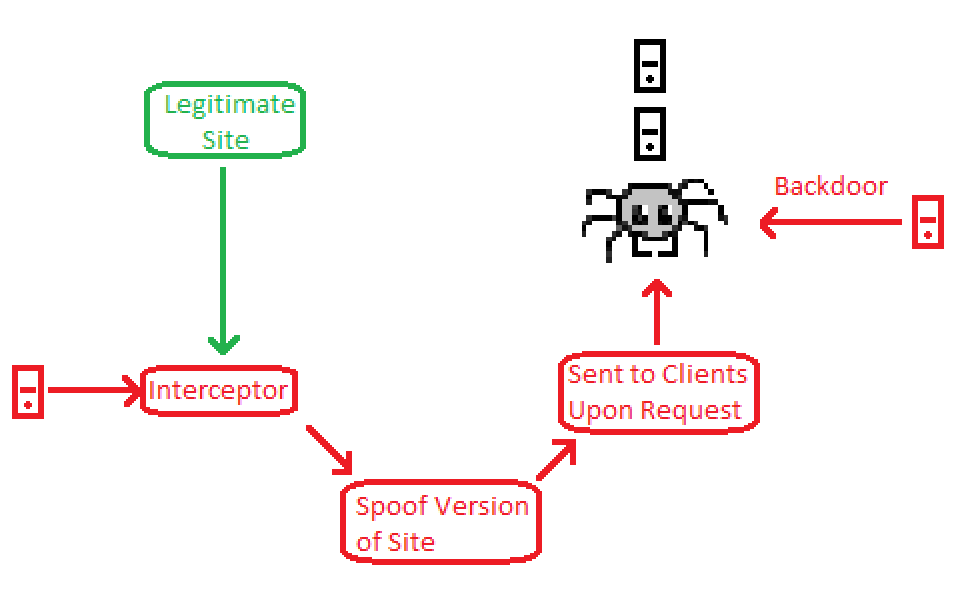 Legitimate
Site
Backdoor
Interceptor
Sent to Clients
Upon Request
Spoof Version
of Site